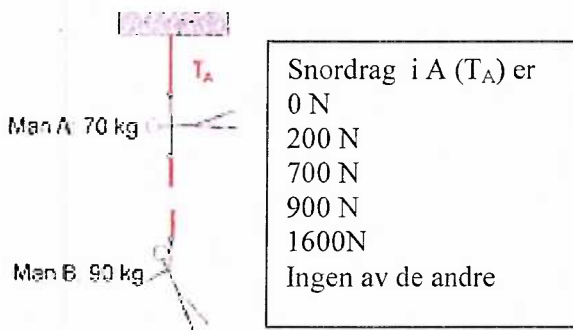 T_A
Man A: 70 kg
Man B: 90 kg
Snordrag i A (T_A) er
0 N
200 N
700 N
900 N
1600N
Ingen av de andre